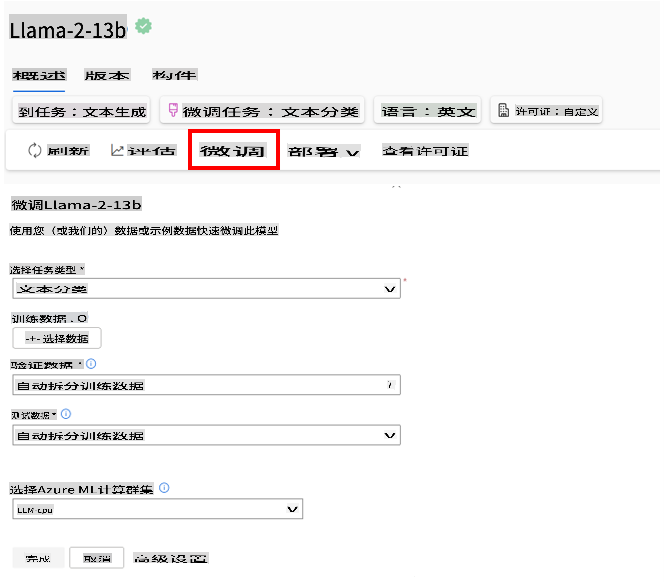 Llama-2-13b
概述 版本 构件
到任务：文本生成 微调任务：文本分类 语言：英文 许可证：自定义
刷新 评估 微调 部署 查看许可证
微调Llama-2-13b
使用您（或我们的）数据或示例数据快速微调此模型
选择任务类型 *
文本分类
训练数据 . O
-+- 选择数据
验证数据 *
自动拆分训练数据
测试数据 *
自动拆分训练数据
选择Azure ML计算群集
LLM-cpu
完成 取消 高级设置